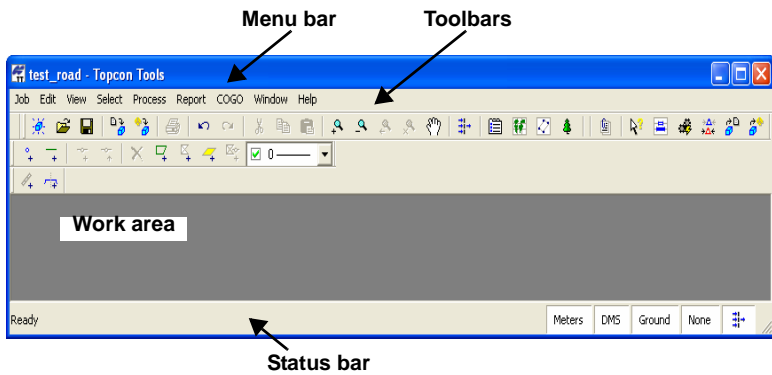 Menu bar Toolbars
test_road - Topcon Tools
Job Edit View Select Process Report COGO Window Help
0
Work area
Ready Meters DMS Ground None
Status bar